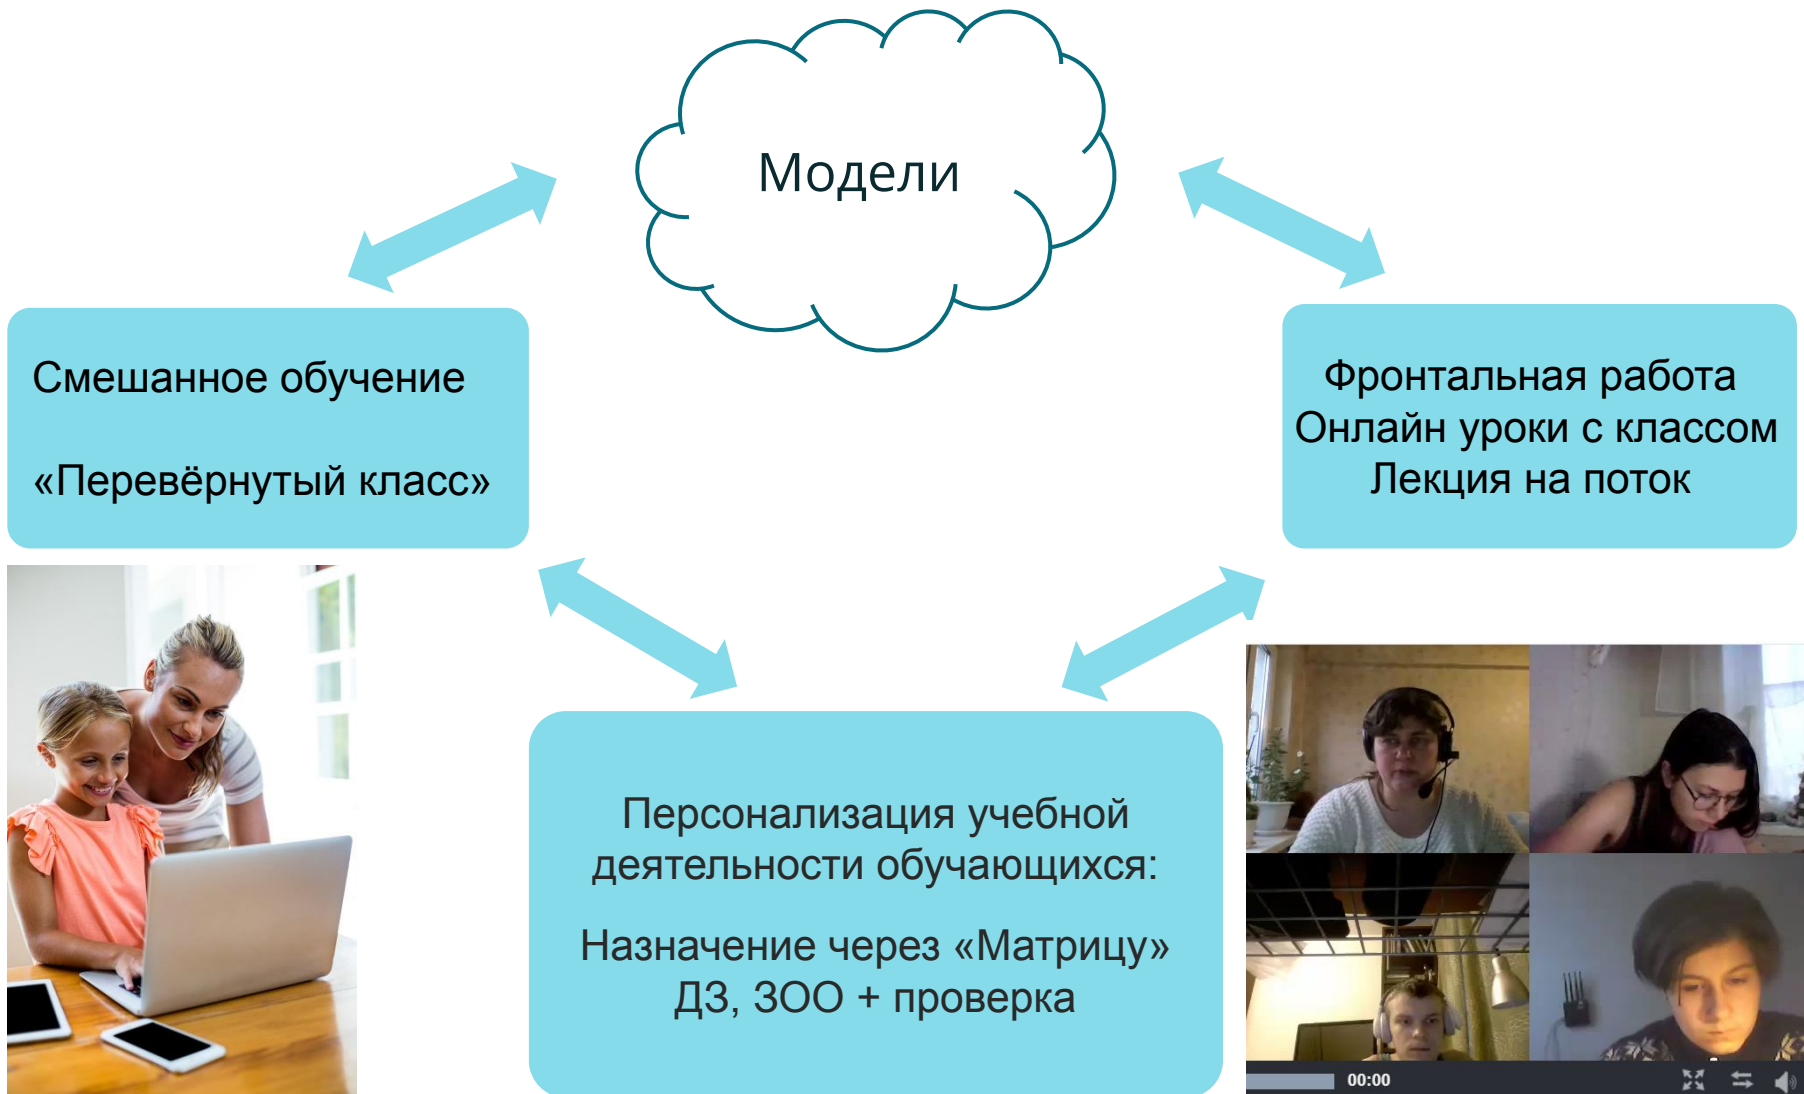 Модели
Смешанное обучение
«Перевёрнутый класс»
Фронтальная работа
Онлайн уроки с классом
Лекция на поток
Персонализация учебной
деятельности обучающихся:
Назначение через «Матрицу»
ДЗ, ЗОО + проверка
00:00